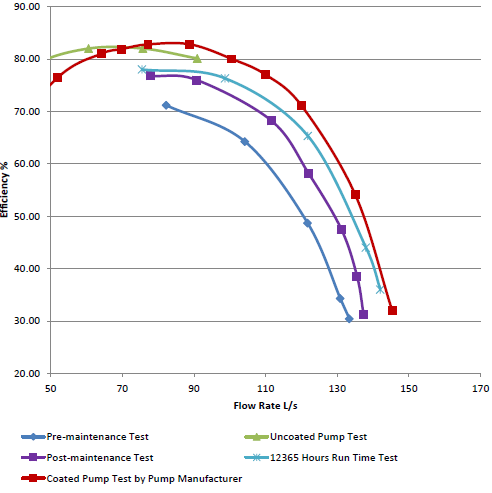 90.00
80.00
70.00
60.00
50.00
40.00
30.00
20.00
Efficiency %
50 70 90 110 130 150 170
Flow Rate L/s
Pre-maintenance Test
Uncoated Pump Test
Post-maintenance Test
12365 Hours Run Time Test
Coated Pump Test by Pump Manufacturer